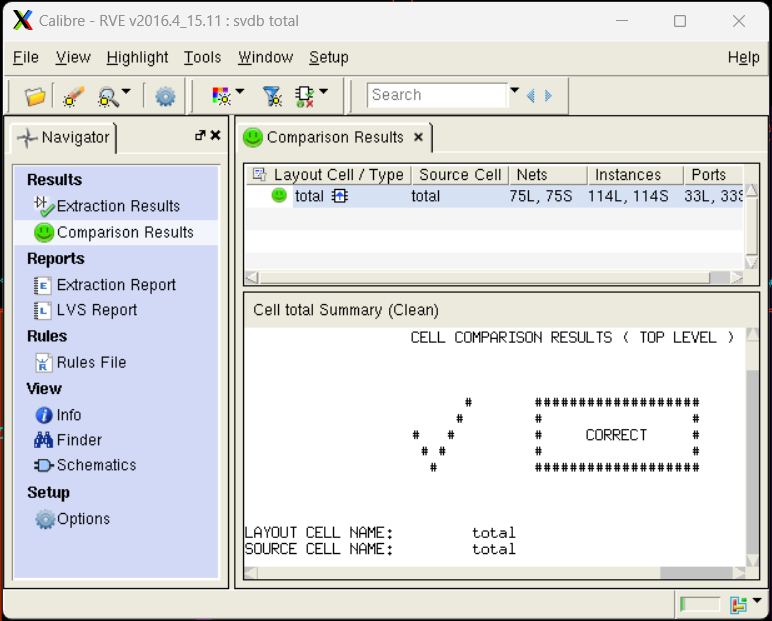 Calibre - RVE v2016.4_15.11 : svdb total
File View Highlight Tools Window Setup Help
Search
Navigator
Results
Extraction Results
Comparison Results
Reports
Extraction Report
LVS Report
Rules
Rules File
View
Info
Finder
Schematics
Setup
Options
Comparison Results
Layout Cell / Type Source Cell Nets Instances Ports
total total 75L, 75S 114L, 114S 33L, 33S
Cell total Summary (Clean)
CELL COMPARISON RESULTS ( TOP LEVEL )
# ###################
# # #
# # # CORRECT #
# # # #
# ###################
LAYOUT CELL NAME: total
SOURCE CELL NAME: total